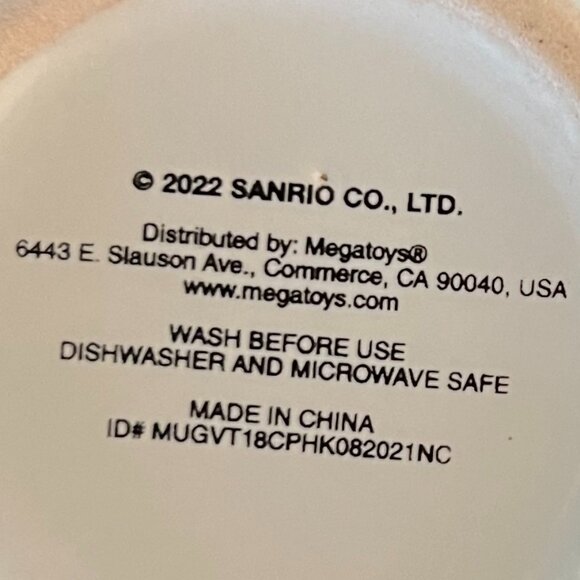 © 2022 SANRIO CO., LTD.
Distributed by: Megatoys®
6443 E. Slauson Ave., Commerce, CA 90040, USA
www.megatoys.com
WASH BEFORE USE
DISHWASHER AND MICROWAVE SAFE
MADE IN CHINA
ID# MUGVT18CPHK082021NC